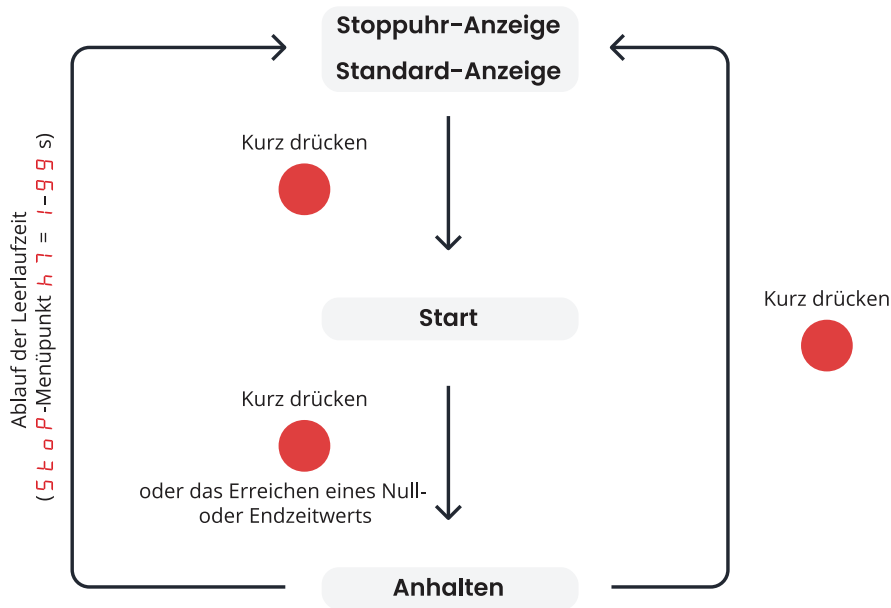 Stoppuhr-Anzeige
Standard-Anzeige
Kurz drücken
Start
Kurz drücken
oder das Erreichen eines Null-
oder Endzeitwerts
Anhalten
Kurz drücken
Ablauf der Leerlaufzeit
(StoP-Menüpunkt h7 = 1-99 s)